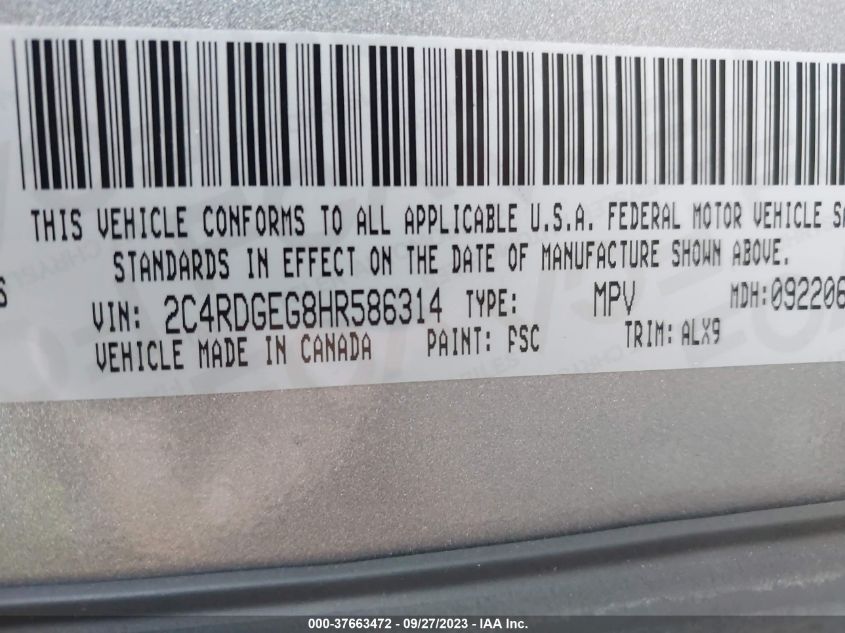 THIS VEHICLE CONFORMS TO ALL APPLICABLE U.S.A. FEDERAL MOTOR VEHICLE SA
STANDARDS IN EFFECT ON THE DATE OF MANUFACTURE SHOWN ABOVE.
VIN: 2C4RDGEG8HR586314 TYPE: MPV MDH:092206
VEHICLE MADE IN CANADA PAINT: PSC TRIM: ALX9
000-37663472 - 09/27/2023 - IAA Inc.